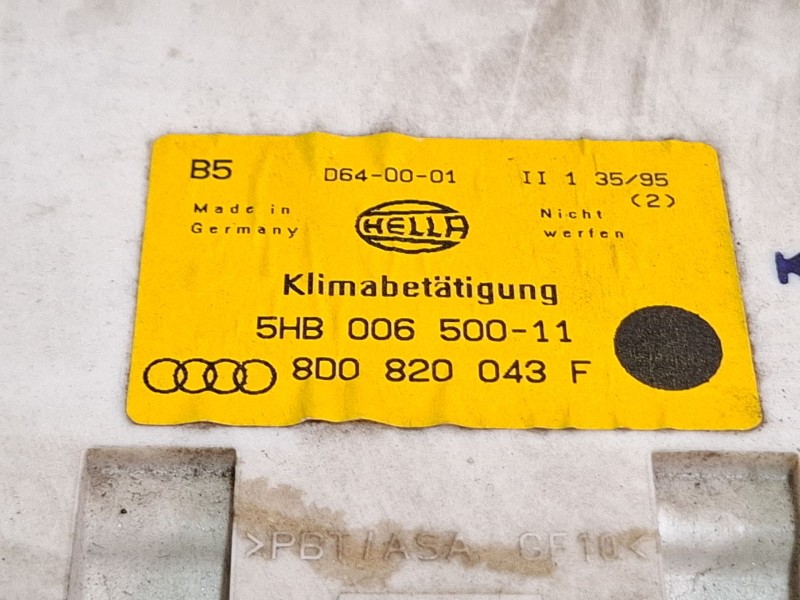 B5 D64-00-01 II 1 35/95
(2)
Made in
Germany
HELLA
Nicht
werfen
Klimabetätigung
5HB 006 500-11
8D0 820 043 F
>PBT/ASA GF10<